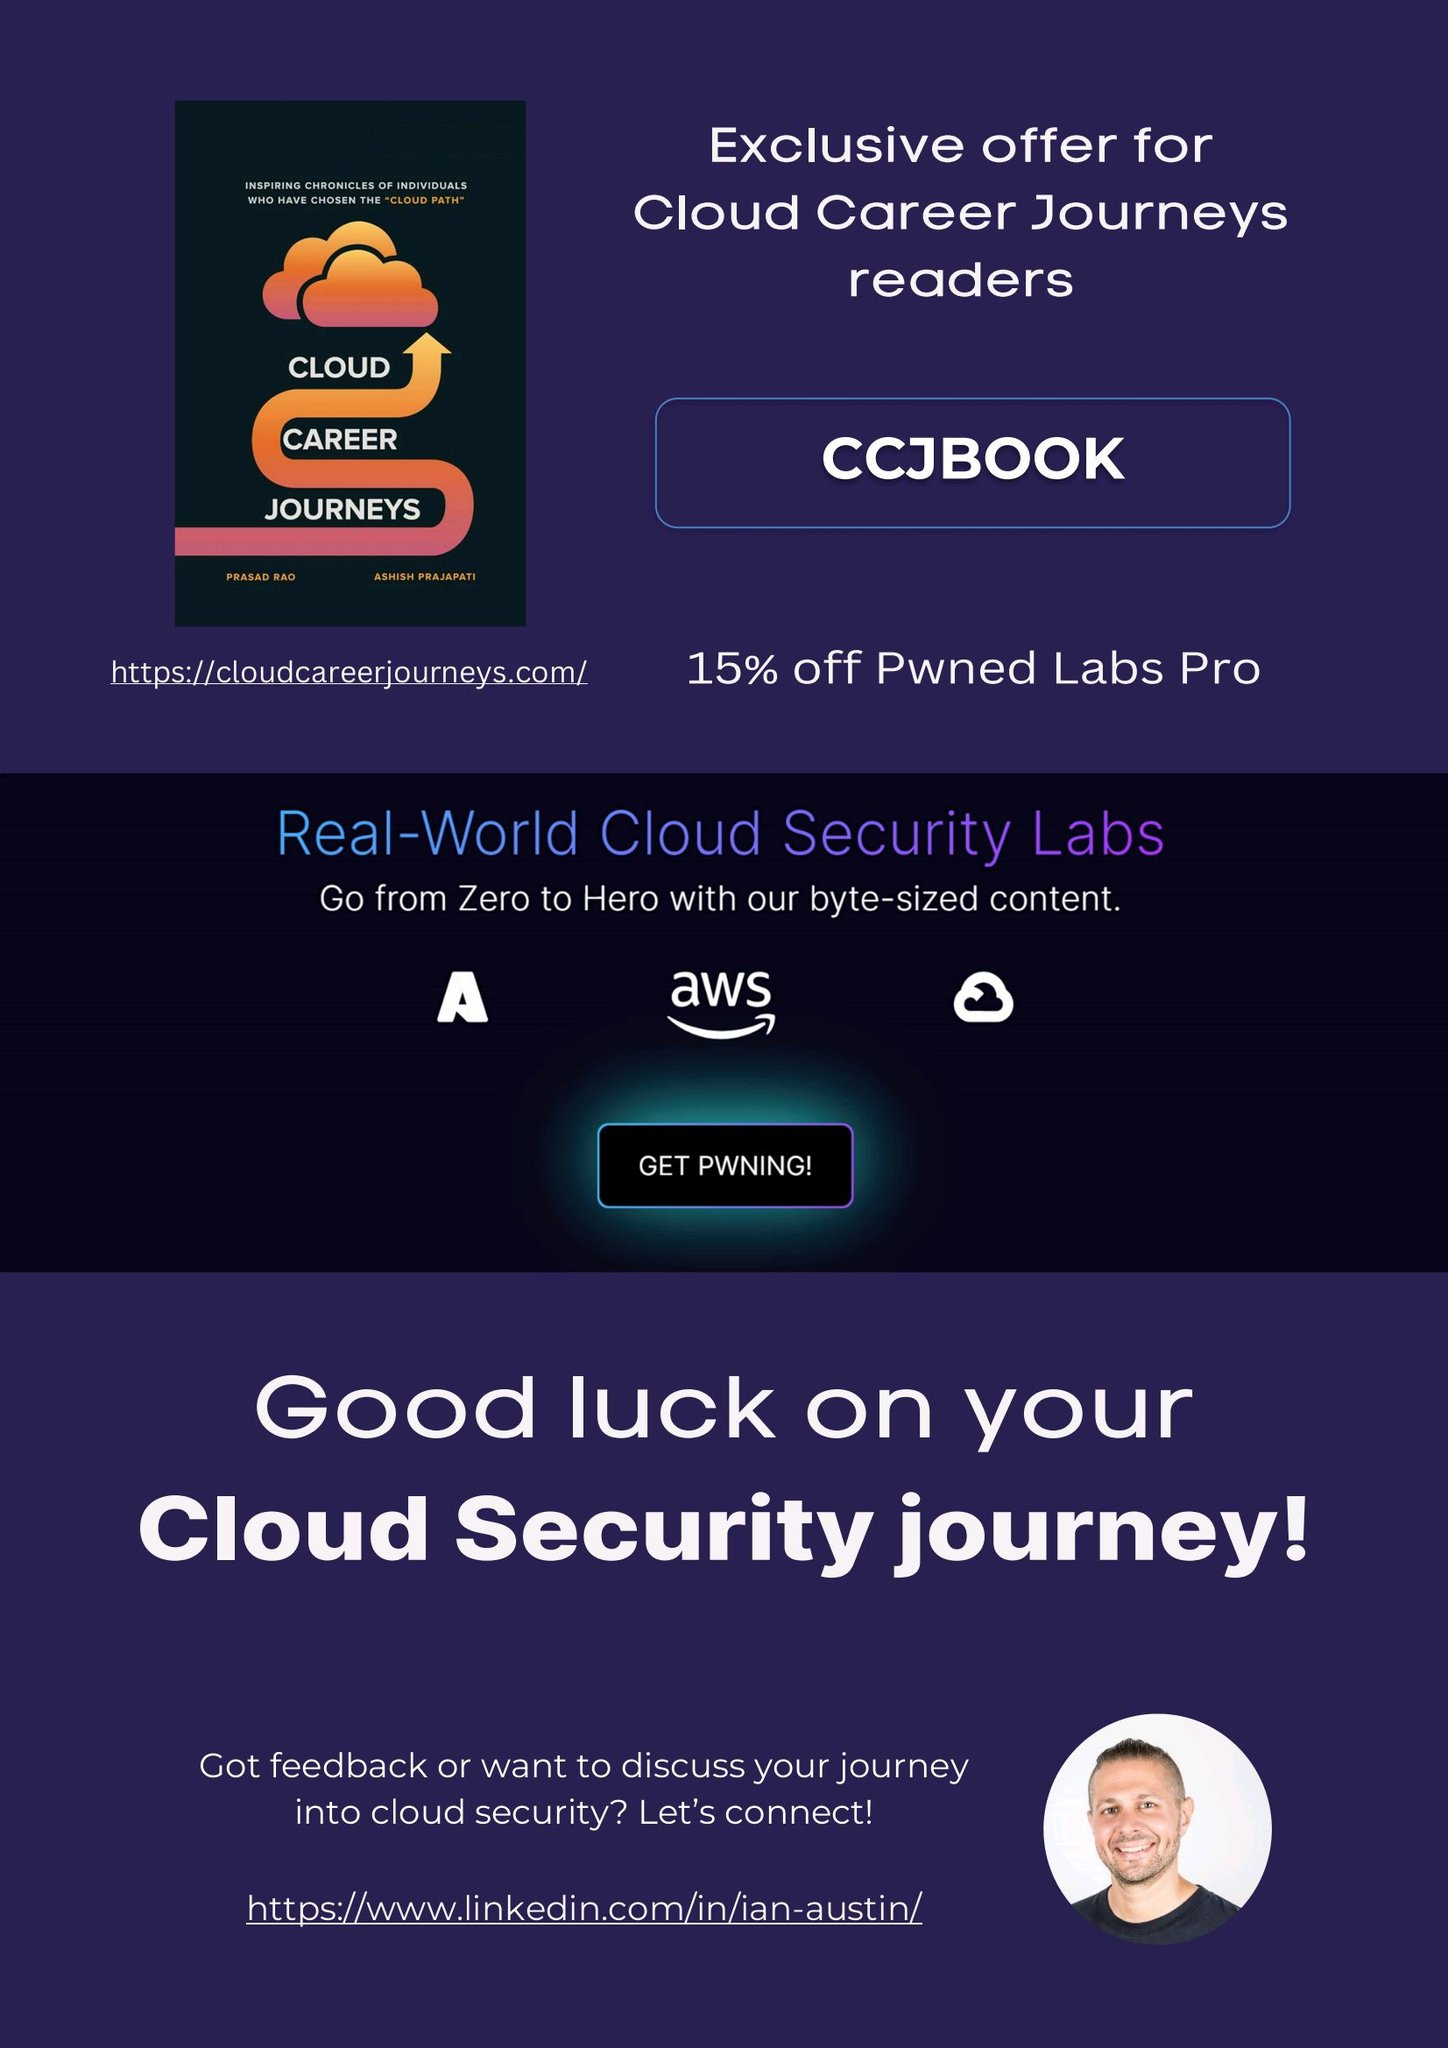 INSPIRING CHRONICLES OF INDIVIDUALS
WHO HAVE CHOSEN THE "CLOUD PATH"
CLOUD
CAREER
JOURNEYS
PRASAD RAO
ASHISH PRAJAPATI
https://cloudcareerjourneys.com/
Exclusive offer for
Cloud Career Journeys
readers
CCJBOOK
15% off Pwned Labs Pro
Real-World Cloud Security Labs
Go from Zero to Hero with our byte-sized content.
aws
GET PWNING!
Good luck on your
Cloud Security journey!
Got feedback or want to discuss your journey
into cloud security? Let’s connect!
https://www.linkedin.com/in/ian-austin/